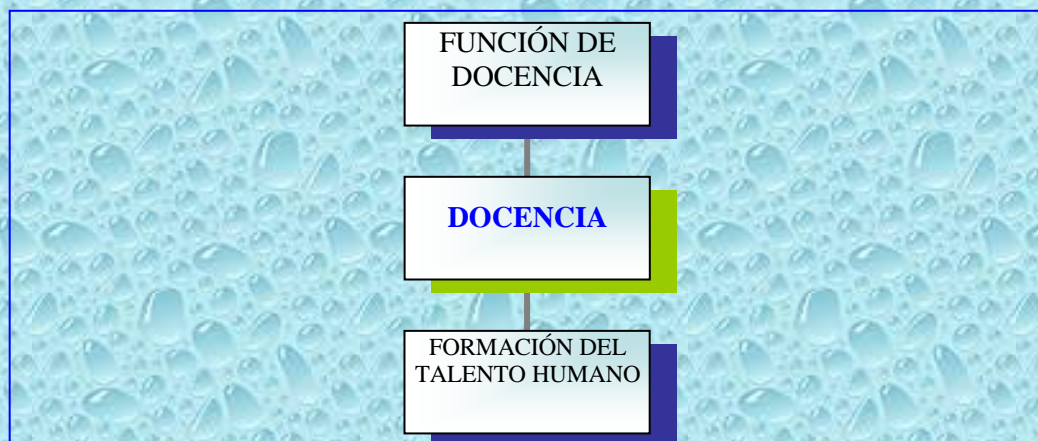 FUNCIÓN DE
DOCENCIA
DOCENCIA
FORMACIÓN DEL
TALENTO HUMANO